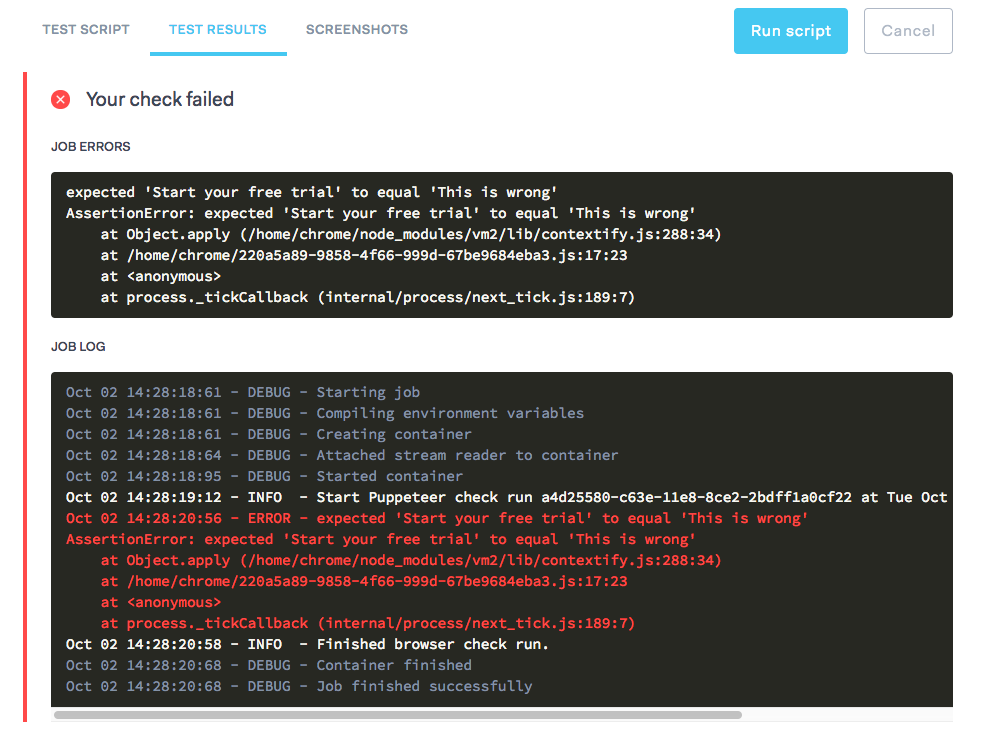 TEST SCRIPT TEST RESULTS SCREENSHOTS Run script Cancel
Your check failed
JOB ERRORS
expected 'Start your free trial' to equal 'This is wrong'
AssertionError: expected 'Start your free trial' to equal 'This is wrong'
    at Object.apply (/home/chrome/node_modules/vm2/lib/contextify.js:288:34)
    at /home/chrome/220a5a89-9858-4f66-999d-67be9684eba3.js:17:23
    at <anonymous>
    at process._tickCallback (internal/process/next_tick.js:189:7)
JOB LOG
Oct 02 14:28:18:61 - DEBUG - Starting job
Oct 02 14:28:18:61 - DEBUG - Compiling environment variables
Oct 02 14:28:18:61 - DEBUG - Creating container
Oct 02 14:28:18:64 - DEBUG - Attached stream reader to container
Oct 02 14:28:18:95 - DEBUG - Started container
Oct 02 14:28:19:12 - INFO  - Start Puppeteer check run a4d25580-c63e-11e8-8ce2-2bdff1a0cf22 at Tue Oct
Oct 02 14:28:20:56 - ERROR - expected 'Start your free trial' to equal 'This is wrong'
AssertionError: expected 'Start your free trial' to equal 'This is wrong'
    at Object.apply (/home/chrome/node_modules/vm2/lib/contextify.js:288:34)
    at /home/chrome/220a5a89-9858-4f66-999d-67be9684eba3.js:17:23
    at <anonymous>
    at process._tickCallback (internal/process/next_tick.js:189:7)
Oct 02 14:28:20:58 - INFO  - Finished browser check run.
Oct 02 14:28:20:68 - DEBUG - Container finished
Oct 02 14:28:20:68 - DEBUG - Job finished successfully